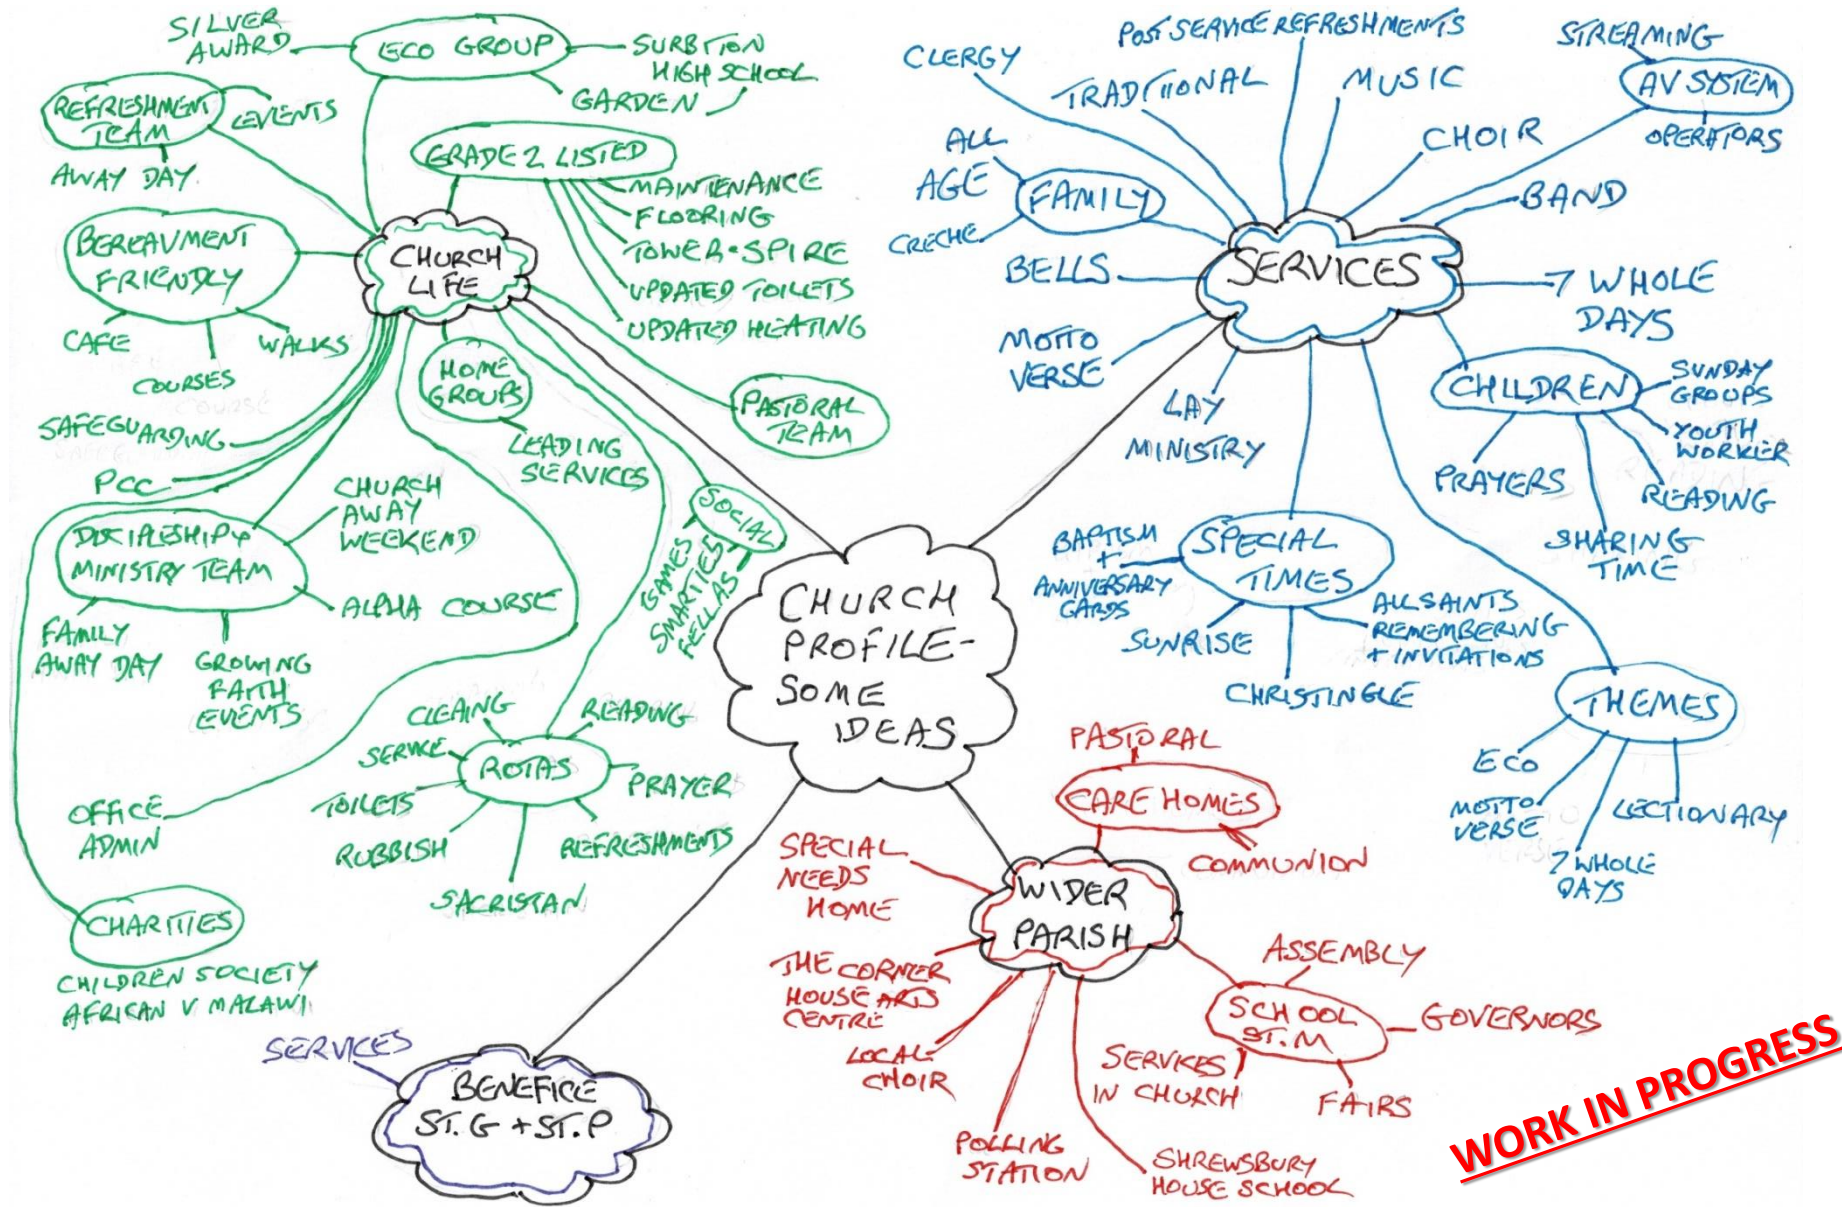 SILVER
AWARD
ECO GROUP
SURBITION
HIGH SCHOOL
GARDEN
REFRESHMENT
TEAM
EVENTS
AWAY DAY
GRADE 2 LISTED
MAINTENANCE
FLOORING
TOWER + SPIRE
UPDATED TOILETS
UPDATED HEATING
BEREAVMENT
FRIENDLY
CAFE
COURSES
WALKS
CHURCH
LIFE
HOME
GROUPS
LEADING
SERVICES
PASTORAL
TEAM
SAFEGUARDING
PCC
DISCIPLESHIP +
MINISTRY TEAM
CHURCH
AWAY
WEEKEND
ALPHA COURSE
FAMILY
AWAY DAY
GROWING
FAITH
EVENTS
SOCIAL
GAMES
SMARTIES
FELLAS
CLEAING
READING
SERVICE
ROTAS
PRAYER
TOILETS
RUBBISH
REFRESHMENTS
SACRISTAN
OFFICE
ADMIN
CHARITIES
CHILDREN SOCIETY
AFRICAN V MALAWI
CHURCH
PROFILE-
SOME
IDEAS
CLERGY
POST SERVICE REFRESHMENTS
TRADITIONAL
MUSIC
STREAMING
AV SYSTEM
OPERATORS
CHOIR
BAND
ALL
AGE
FAMILY
CRECHE
BELLS
SERVICES
7 WHOLE
DAYS
MOTTO
VERSE
LAY
MINISTRY
CHILDREN
SUNDAY
GROUPS
YOUTH
WORKER
PRAYERS
READING
SHARING
TIME
SPECIAL
TIMES
BAPTISM
+
ANNIVERSARY
CARDS
SUNRISE
CHRISTINGLE
ALL SAINTS
REMEMBERING
+ INVITATIONS
THEMES
ECO
MOTTO
VERSE
7 WHOLE
DAYS
LECTIONARY
PASTORAL
CARE HOMES
COMMUNION
SPECIAL
NEEDS
HOME
WIDER
PARISH
THE CORNER
HOUSE ARTS
CENTRE
LOCAL
CHOIR
POLLING
STATION
SHREWSBURY
HOUSE SCHOOL
ASSEMBLY
SCHOOL
ST. M
GOVERNORS
SERVICES
IN CHURCH
FAIRS
SERVICES
BENEFICE
ST. G + ST. P
WORK IN PROGRESS